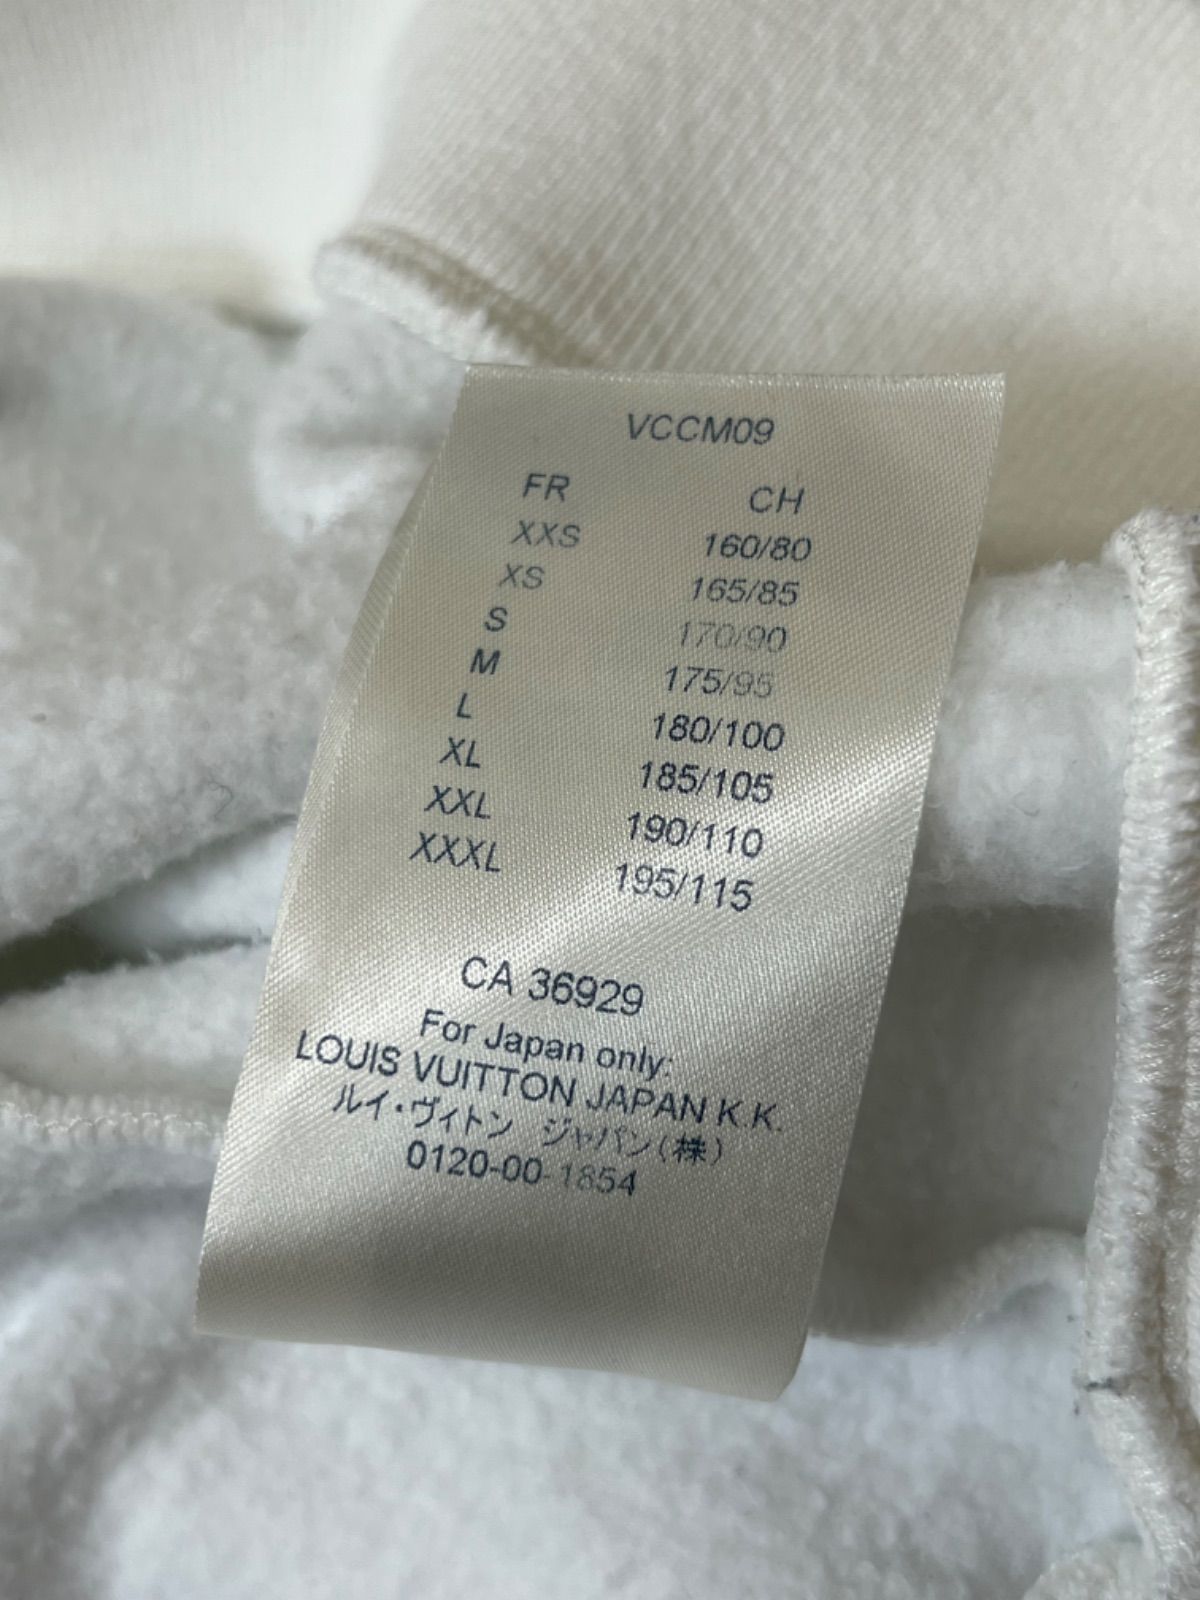 VCCM09
FR CH
XXS 160/80
XS 165/85
S 170/90
M 175/95
L 180/100
XL 185/105
XXL 190/110
XXXL 195/115
CA 36929
For Japan only:
LOUIS VUITTON JAPAN K.K.
ルイ・ヴィトン ジャパン(株)
0120-00-1854